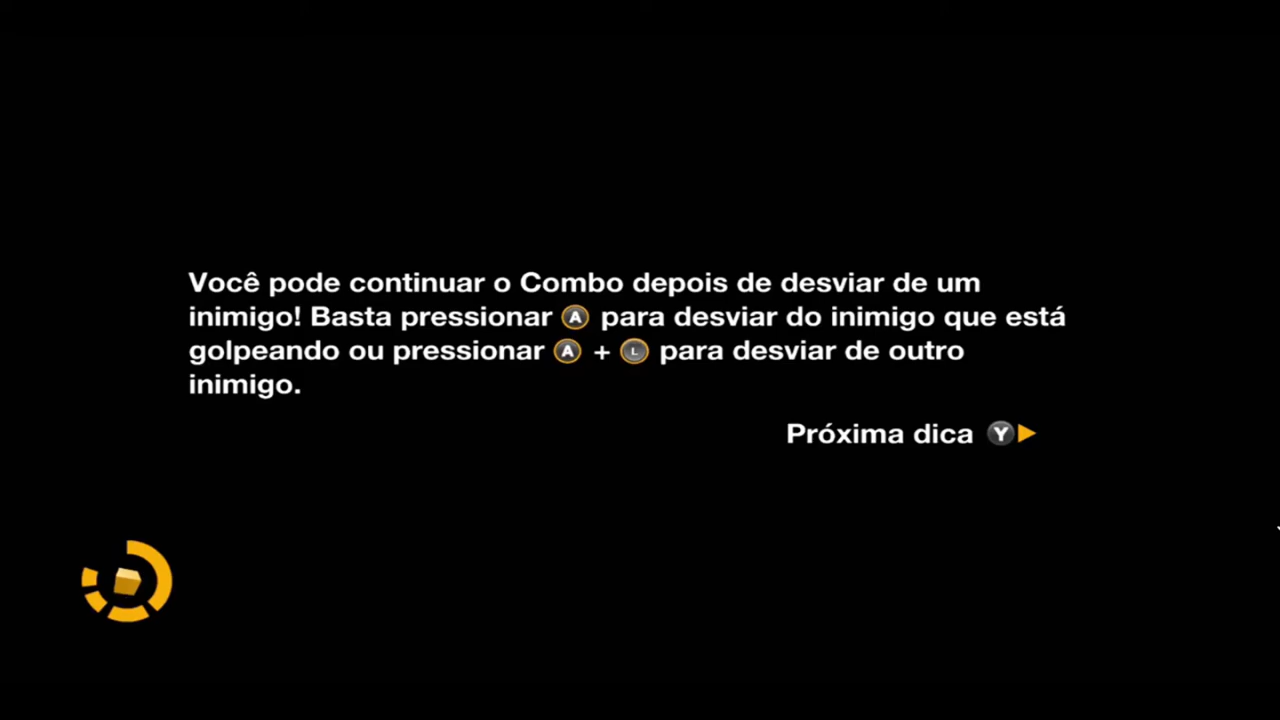 Você pode continuar o Combo depois de desviar de um
inimigo! Basta pressionar A para desviar do inimigo que está
golpeando ou pressionar A + L para desviar de outro
inimigo.
Próxima dica Y